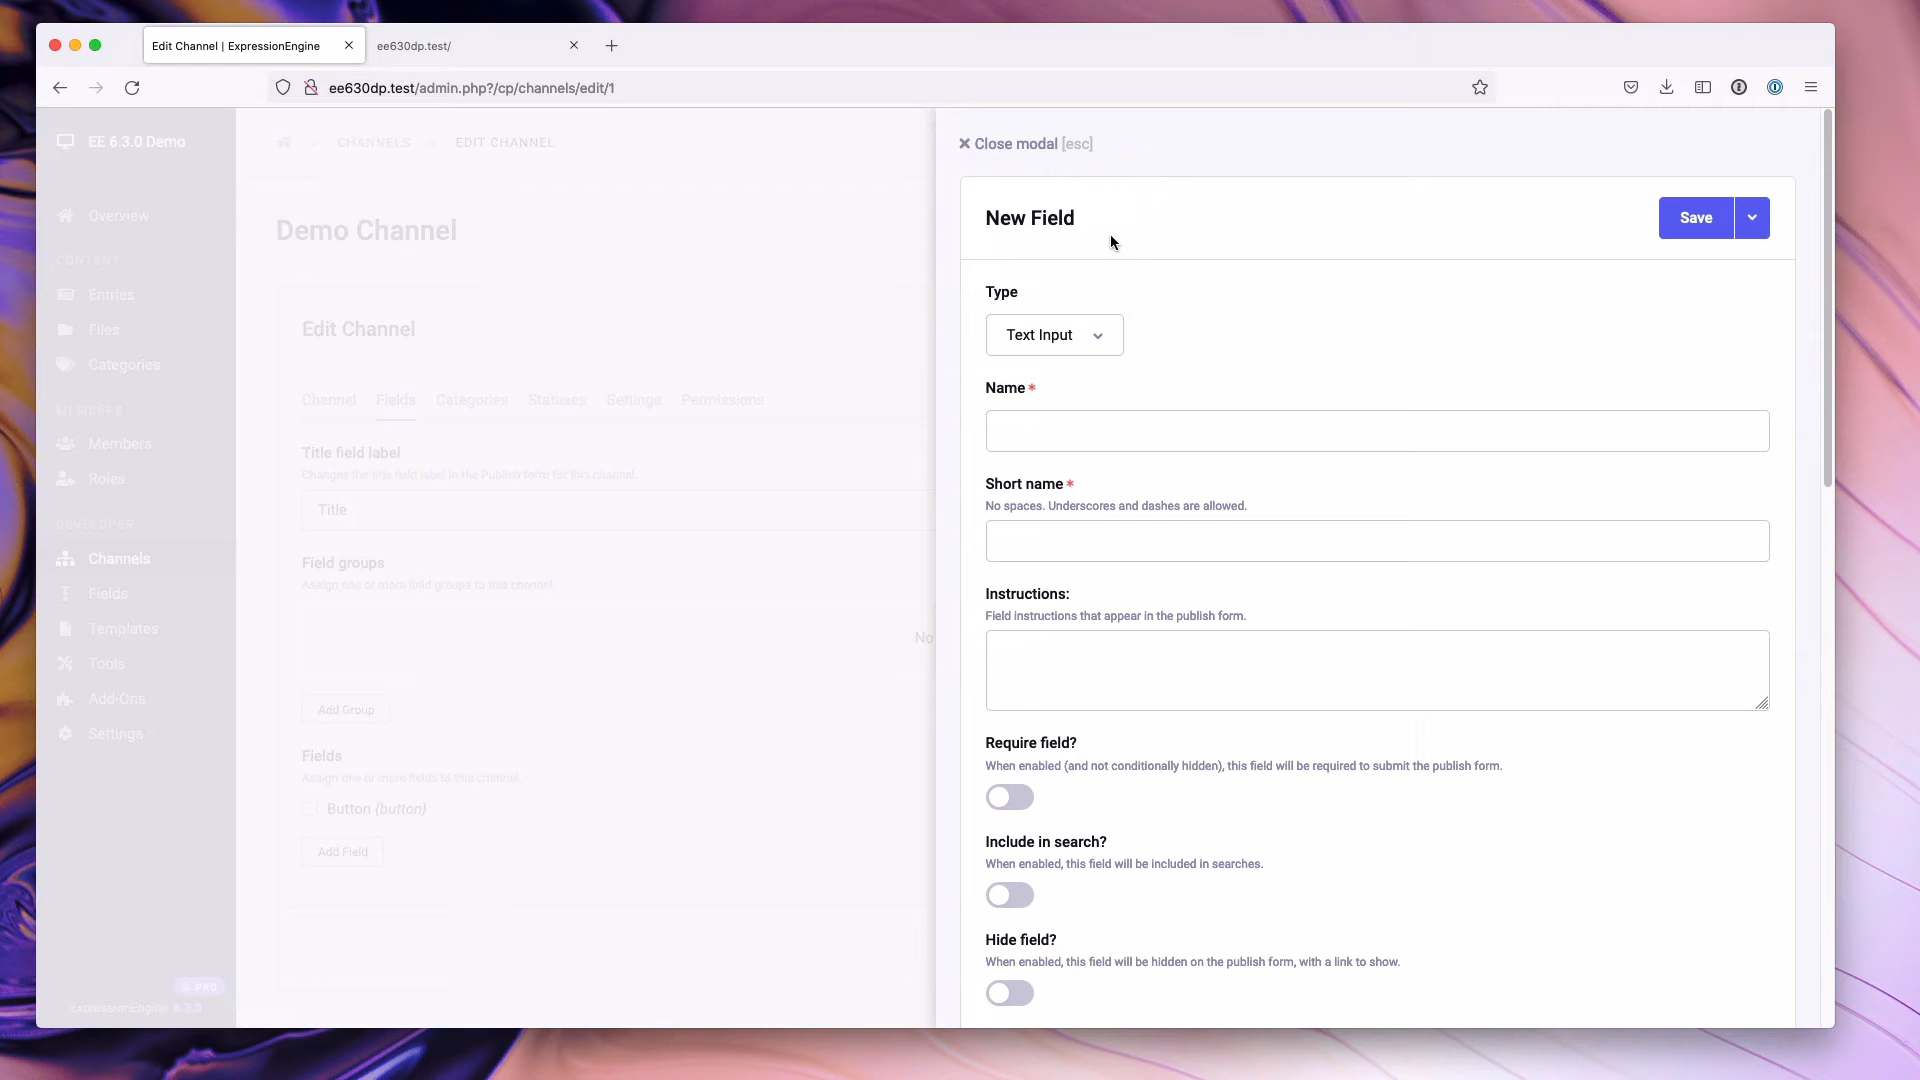 Edit Channel | ExpressionEngine
ee630dp.test/
ee630dp.test/admin.php?/cp/channels/edit/1
EE 6.3.0 Demo
Overview
CONTENT
Entries
Files
Categories
MEMBERS
Members
Roles
DEVELOPER
Channels
Fields
Templates
Tools
Add-Ons
Settings
PRO
ExpressionEngine 6.3.0
CHANNELS
EDIT CHANNEL
Demo Channel
Edit Channel
Channel Fields Categories Statuses Settings Permissions
Title field label
Changes the title field label in the Publish form for this channel.
Title
Field groups
Assign one or more field groups to this channel.
No
Add Group
Fields
Assign one or more fields to this channel.
Button {button}
Add Field
Close modal [esc]
New Field
Save
Type
Text Input
Name *
Short name *
No spaces. Underscores and dashes are allowed.
Instructions:
Field instructions that appear in the publish form.
Require field?
When enabled (and not conditionally hidden), this field will be required to submit the publish form.
Include in search?
When enabled, this field will be included in searches.
Hide field?
When enabled, this field will be hidden on the publish form, with a link to show.